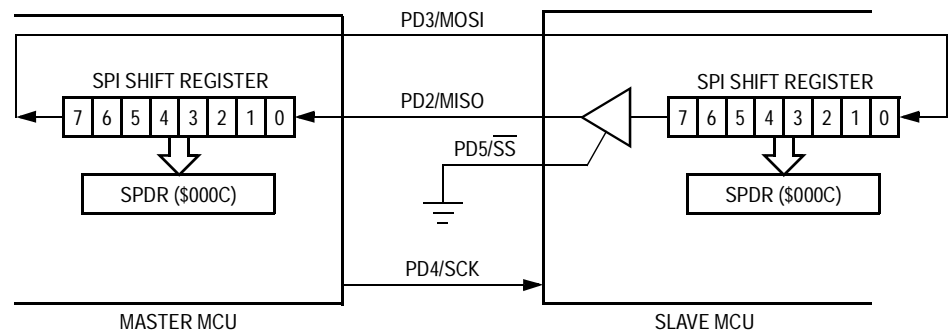 PD3/MOSI
SPI SHIFT REGISTER
SPI SHIFT REGISTER
7 6 5 4 3 2 1 0
PD2/MISO
7 6 5 4 3 2 1 0
PD5/SS
SPDR ($000C)
SPDR ($000C)
PD4/SCK
MASTER MCU
SLAVE MCU